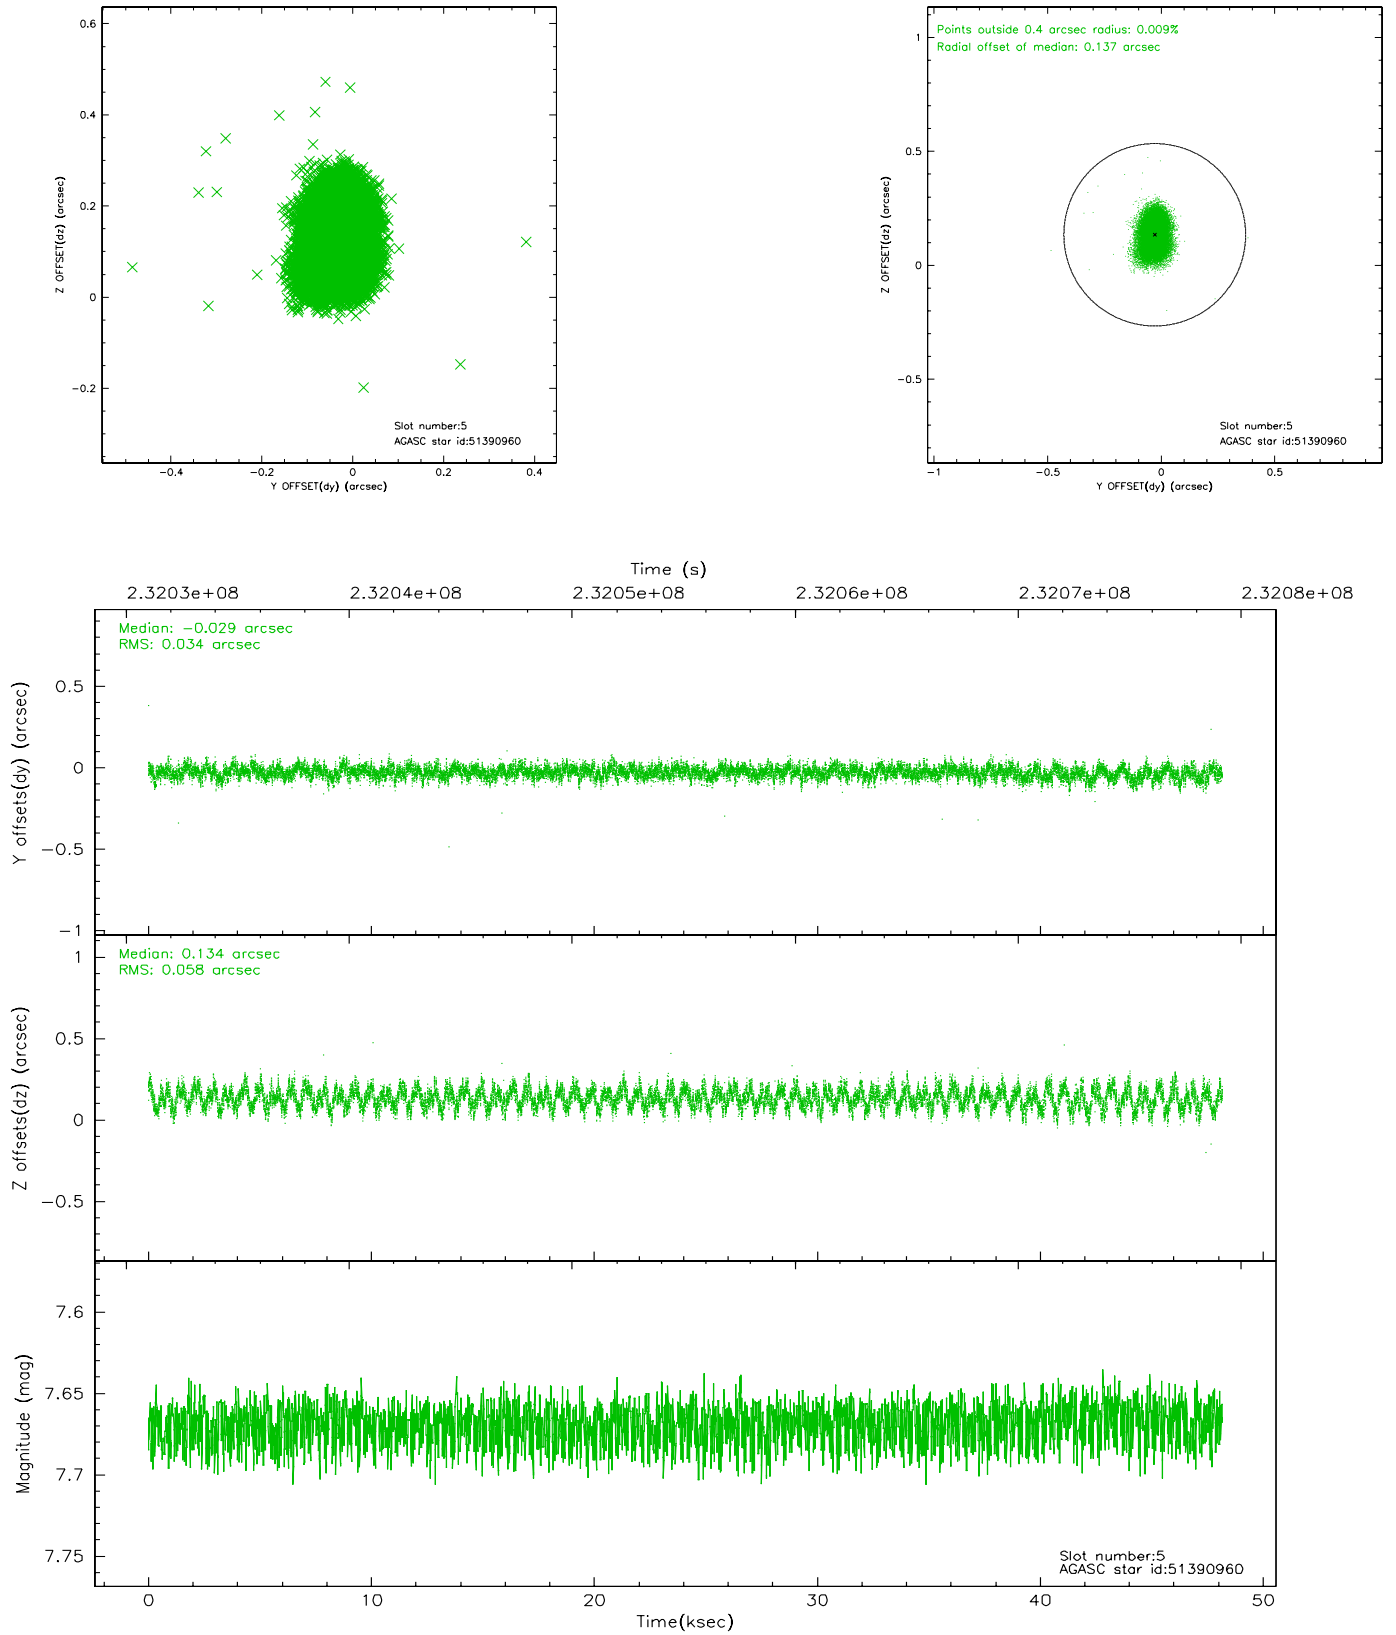 0.6
0.4
0.2
0
−0.2
Z OFFSET(dz) (arcsec)
−0.4
−0.2
0
0.2
0.4
Y OFFSET(dy) (arcsec)
Slot number:5
AGASC star id:51390960
Points outside 0.4 arcsec radius: 0.009%
Radial offset of median: 0.137 arcsec
1
0.5
0
−0.5
Z OFFSET(dz) (arcsec)
−1
−0.5
0
0.5
Y OFFSET(dy) (arcsec)
Slot number:5
AGASC star id:51390960
Time (s)
2.3203e+08
2.3204e+08
2.3205e+08
2.3206e+08
2.3207e+08
2.3208e+08
Median: −0.029 arcsec
RMS: 0.034 arcsec
0.5
0
−0.5
−1
Y offsets(dy) (arcsec)
Median: 0.134 arcsec
RMS: 0.058 arcsec
1
0.5
0
−0.5
Z offsets(dz) (arcsec)
7.6
7.65
7.7
7.75
Magnitude (mag)
Slot number:5
AGASC star id:51390960
0
10
20
30
40
50
Time(ksec)